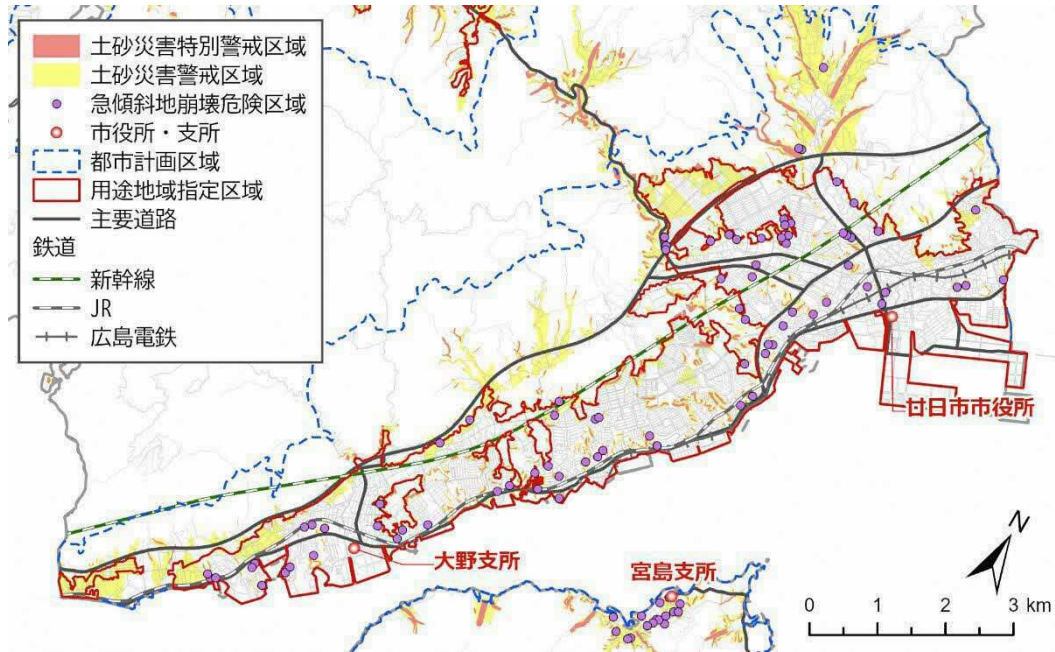 土砂災害特別警戒区域
土砂災害警戒区域
急傾斜地崩壊危険区域
市役所・支所
都市計画区域
用途地域指定区域
主要道路
鉄道
新幹線
JR
広島電鉄
廿日市市役所
大野支所
宮島支所
N
0 1 2 3 km